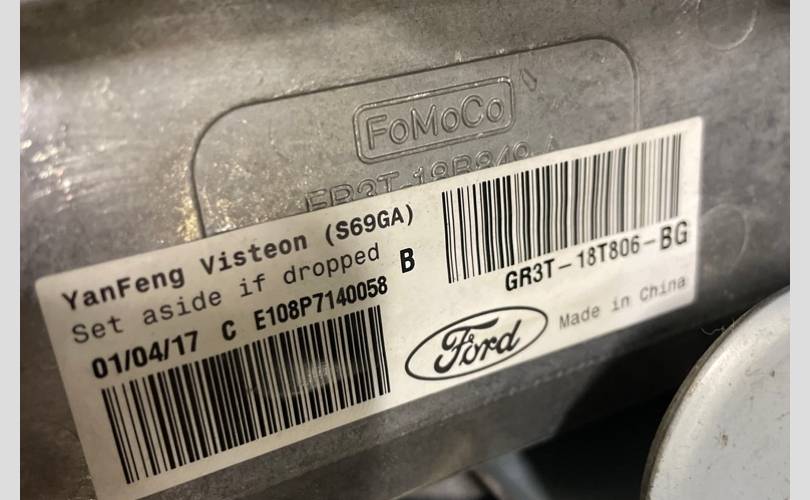 FoMoCo
YanFeng Visteon (S69GA)
Set aside if dropped B
01/04/17 C E108P7140058
GR3T-18T806-BG
Ford
Made in China